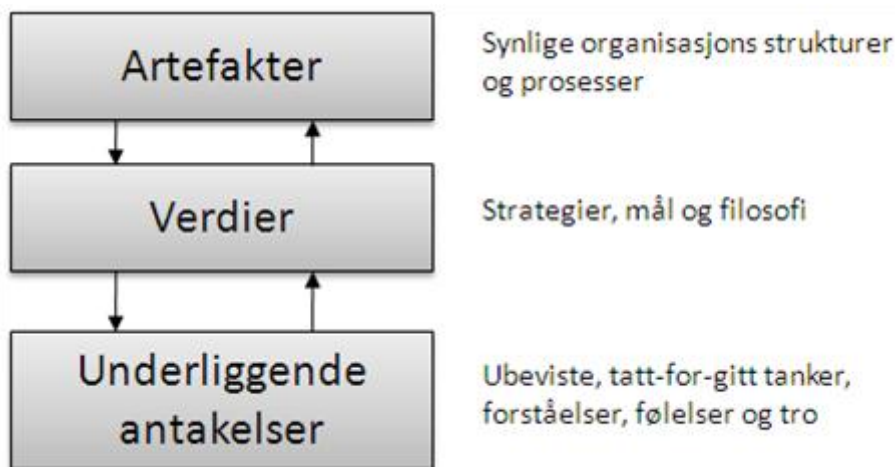 Artefakter
Synlige organisasjons strukturer
og prosesser
Verdier
Strategier, mål og filosofi
Underliggende
antakelser
Ubeviste, tatt-for-gitt tanker,
forståelser, følelser og tro